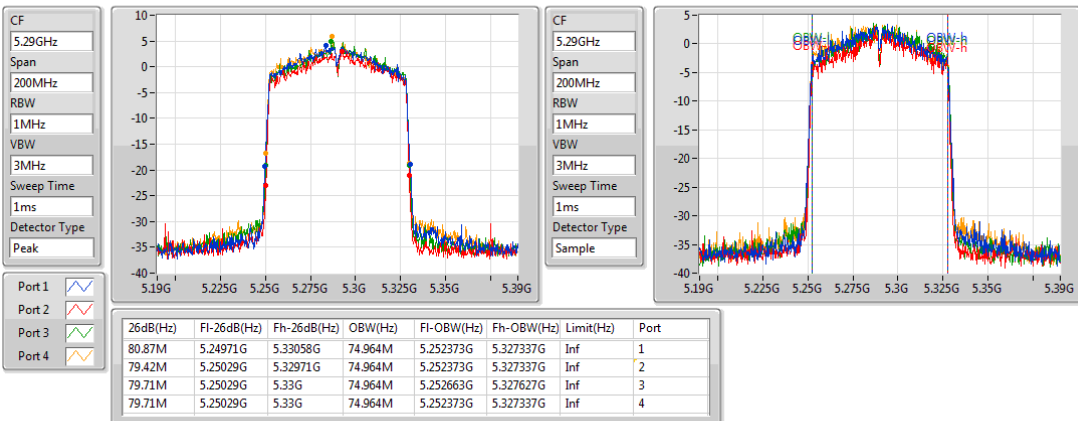 CF
5.29GHz
Span
200MHz
RBW
1MHz
VBW
3MHz
Sweep Time
1ms
Detector Type
Peak
10
5
0
-5
-10
-15
-20
-25
-30
-35
-40
5.19G 5.225G 5.275G 5.3G 5.325G 5.35G 5.39G
CF
5.29GHz
Span
200MHz
RBW
1MHz
VBW
3MHz
Sweep Time
1ms
Detector Type
Sample
5
0
-5
-10
-15
-20
-25
-30
-35
-40
OBW-h
5.19G 5.225G 5.275G 5.3G 5.325G 5.35G 5.39G
Port 1
Port 2
Port 3
Port 4
26dB(Hz) Fl-26dB(Hz) Fh-26dB(Hz) OBW(Hz) Fl-OBW(Hz) Fh-OBW(Hz) Limit(Hz) Port
80.87M 5.24971G 5.33058G 74.964M 5.252373G 5.327337G Inf 1
79.42M 5.25029G 5.32971G 74.964M 5.252373G 5.327337G Inf 2
79.71M 5.25029G 5.33G 74.964M 5.252663G 5.327627G Inf 3
79.71M 5.25029G 5.33G 74.964M 5.252373G 5.327337G Inf 4